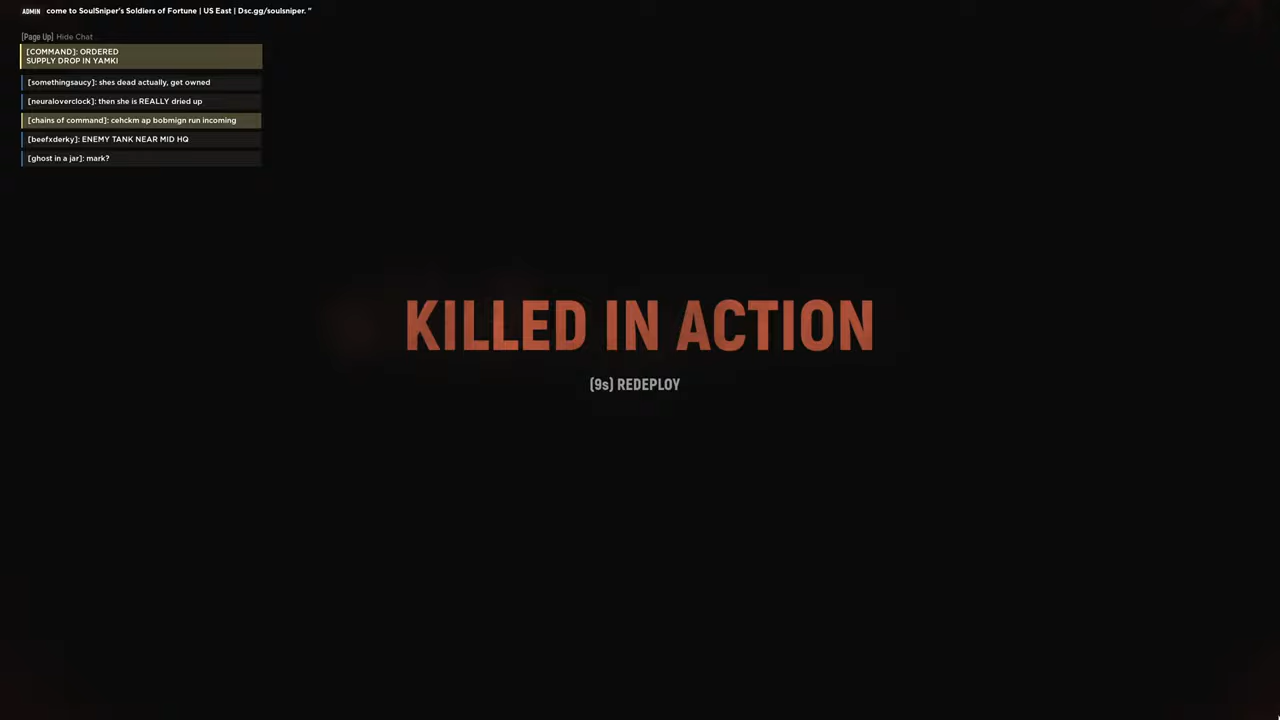 ADMIN come to SoulSniper's Soldiers of Fortune | US East | Dsc.gg/soulsniper. "
[Page Up] Hide Chat
[COMMAND]: ORDERED
SUPPLY DROP IN YAMKI
[somethingsaucy]: shes dead actually, get owned
[neuraloverclock]: then she is REALLY dried up
[chains of command]: cehckm ap bobmign run incoming
[beefxderky]: ENEMY TANK NEAR MID HQ
[ghost in a jar]: mark?
KILLED IN ACTION
(9s) REDEPLOY